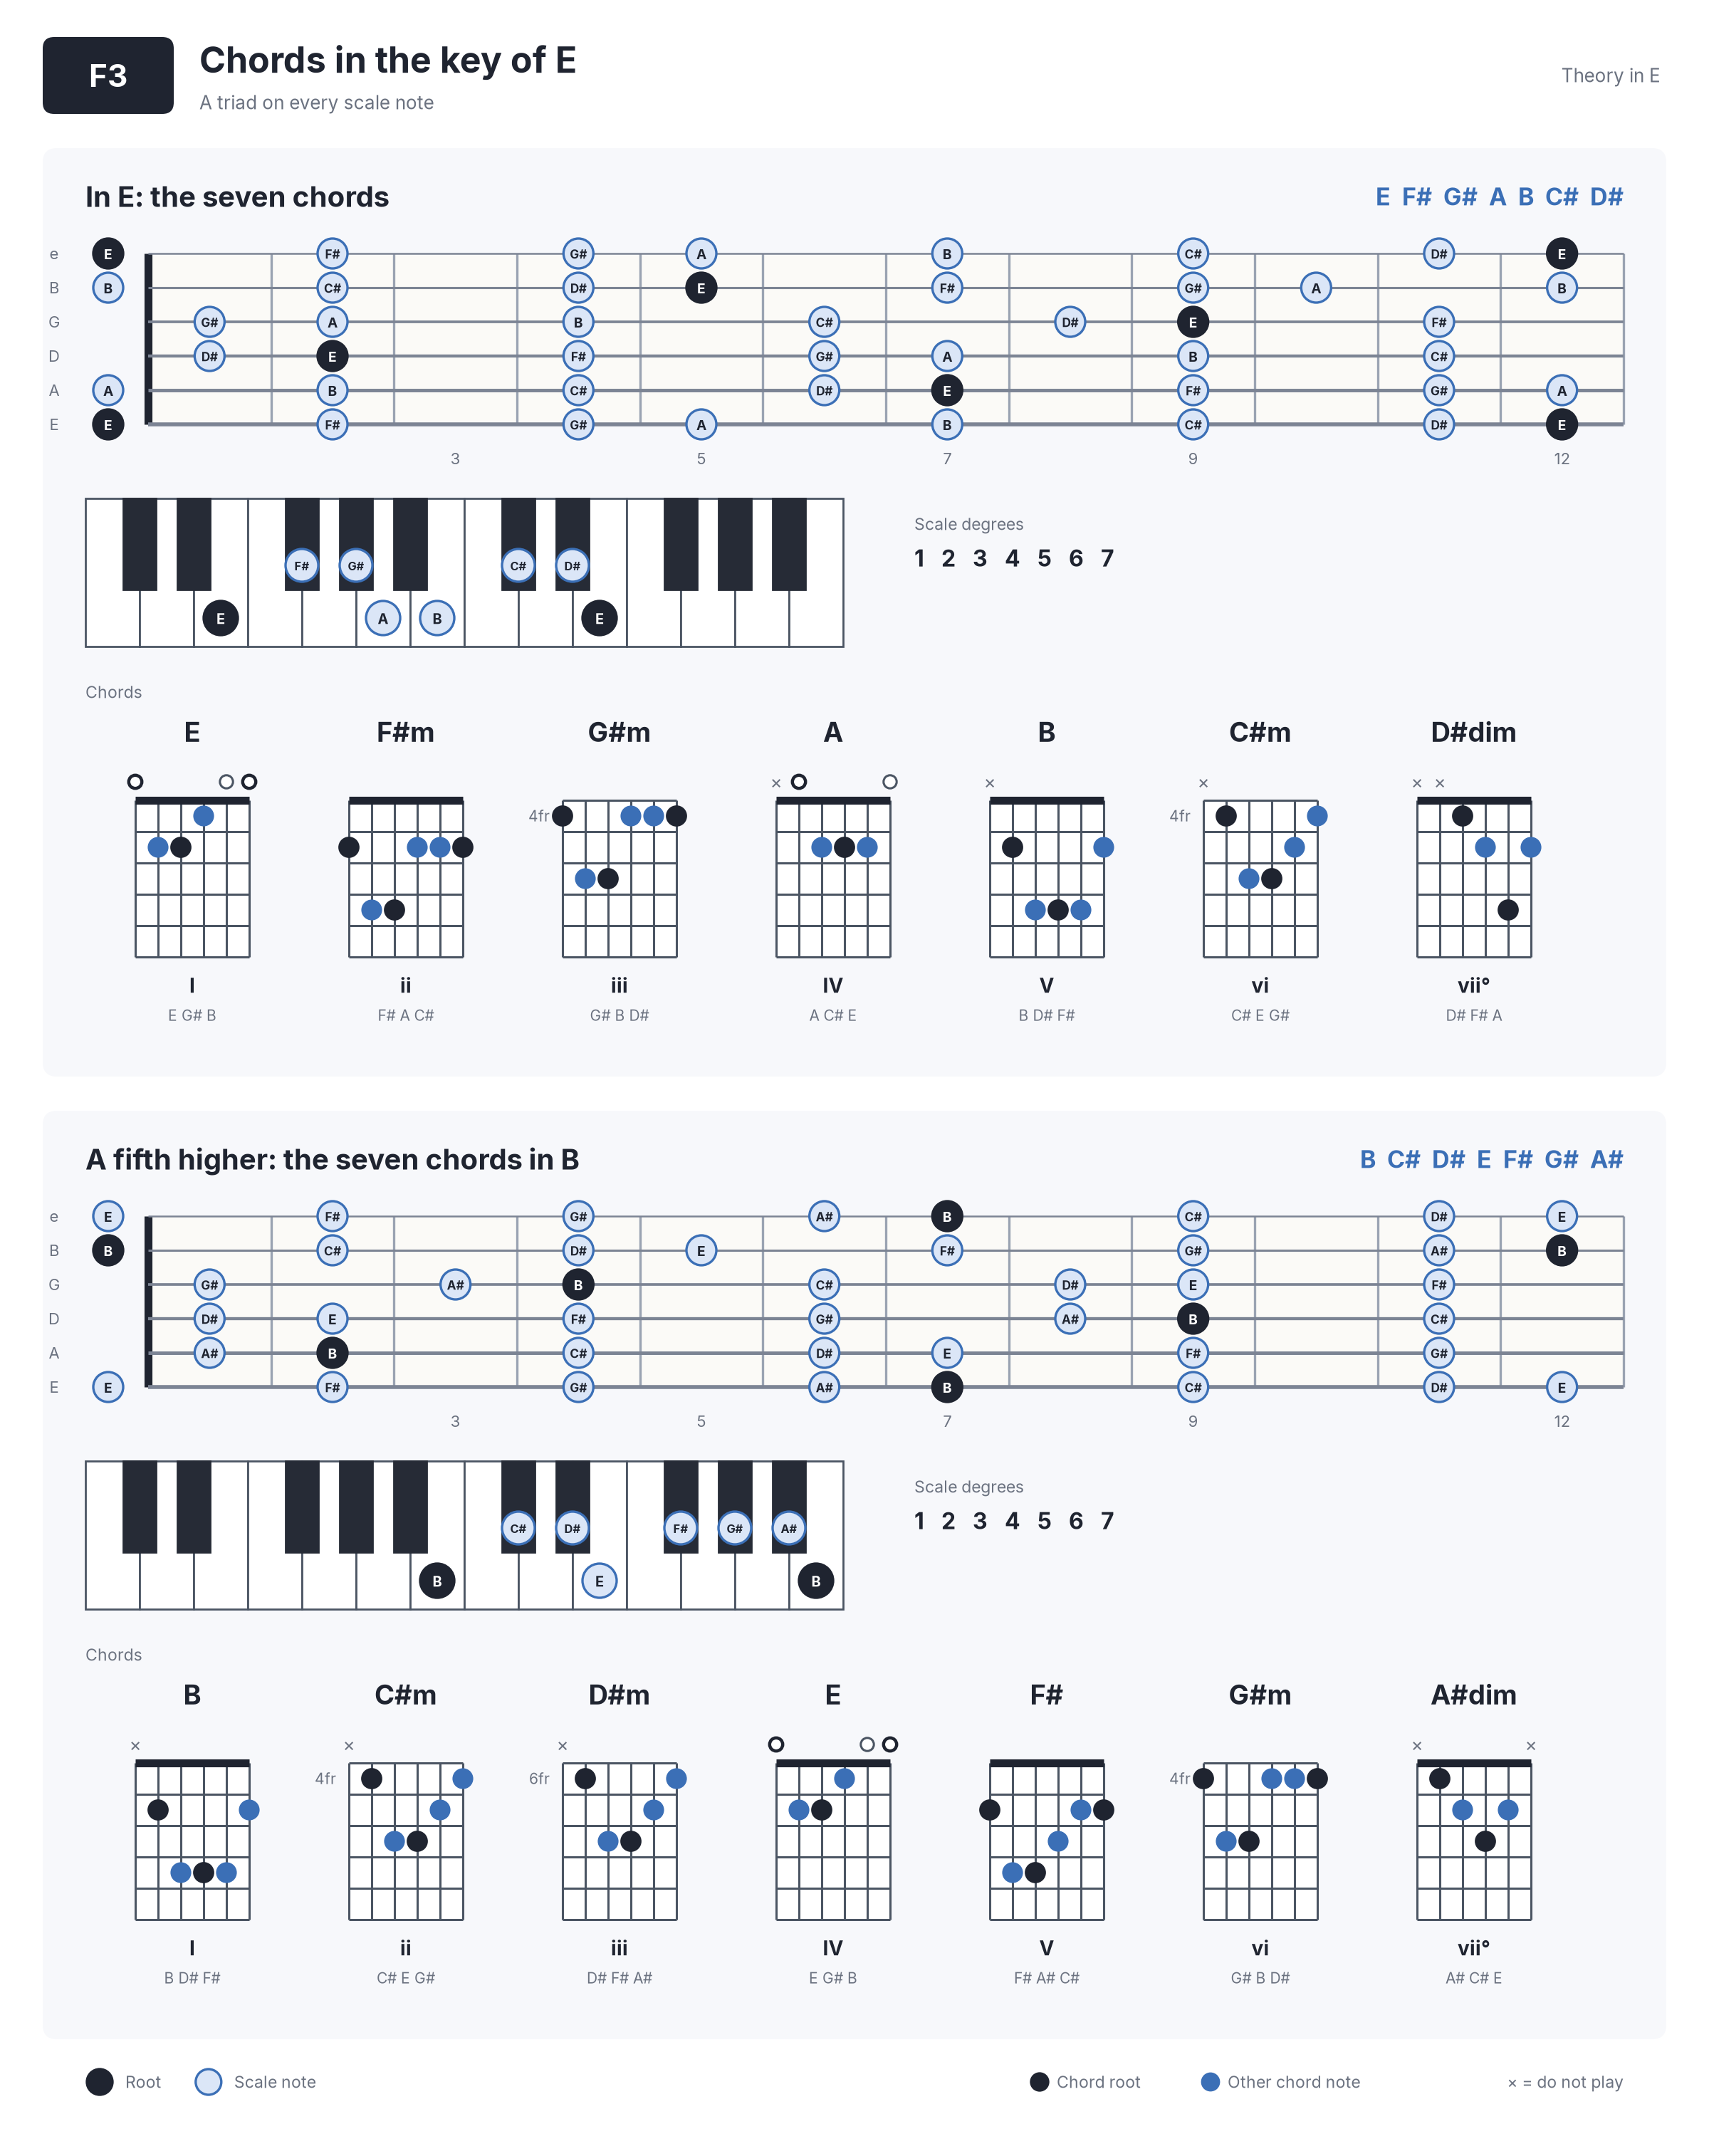 F3
Chords in the key of E
A triad on every scale note
Theory in E
In E: the seven chords
E F# G# A B C# D#
e E F# G# A B C# D# E
B B C# D# E F# G# A B
G G# A B C# D# E F#
D D# E F# G# A B C#
A A B C# D# E F# G# A
E E F# G# A B C# D# E
3 5 7 9 12
F# G# C# D#
E A B E
Scale degrees
1 2 3 4 5 6 7
Chords
E F#m G#m A B C#m D#dim
× × × × ×
4fr 4fr
I ii iii IV V vi vii°
E G# B F# A C# G# B D# A C# E B D# F# C# E G# D# F# A
A fifth higher: the seven chords in B
B C# D# E F# G# A#
e E F# G# A# B C# D# E
B B C# D# E F# G# A# B
G G# A# B C# D# E F#
D D# E F# G# A# B C#
A A# B C# D# E F# G#
E E F# G# A# B C# D# E
3 5 7 9 12
C# D# F# G# A#
B E B
Scale degrees
1 2 3 4 5 6 7
Chords
B C#m D#m E F# G#m A#dim
× × × × ×
4fr 6fr 4fr
I ii iii IV V vi vii°
B D# F# C# E G# D# F# A# E G# B F# A# C# G# B D# A# C# E
Root Scale note Chord root Other chord note × = do not play